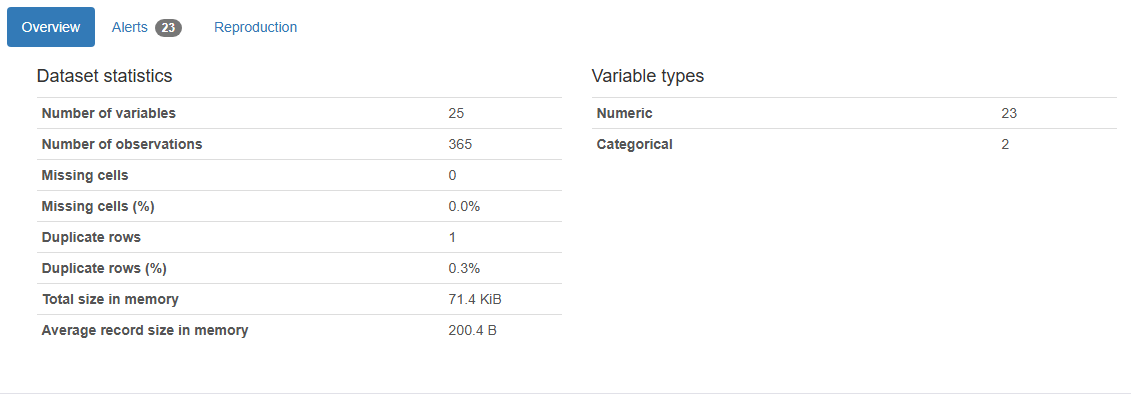 Overview Alerts 23 Reproduction
Dataset statistics
Number of variables 25
Number of observations 365
Missing cells 0
Missing cells (%) 0.0%
Duplicate rows 1
Duplicate rows (%) 0.3%
Total size in memory 71.4 KiB
Average record size in memory 200.4 B
Variable types
Numeric 23
Categorical 2